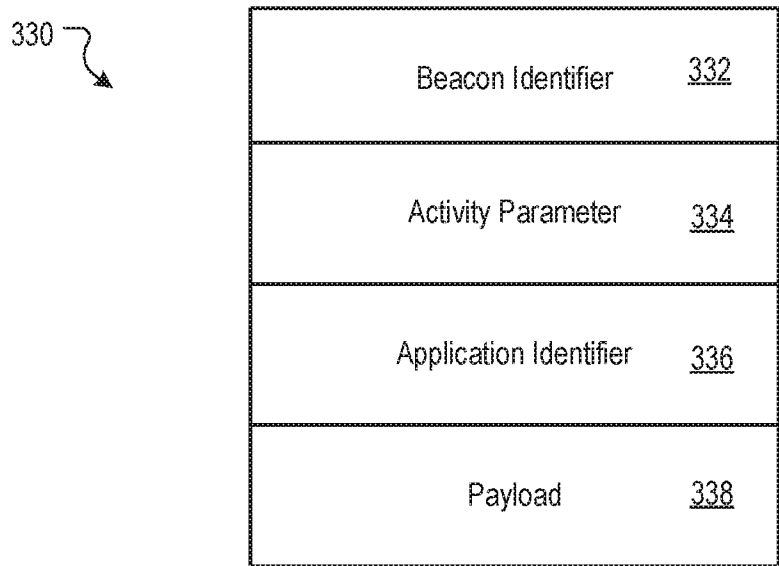 330
Beacon Identifier 332
Activity Parameter 334
Application Identifier 336
Payload 338